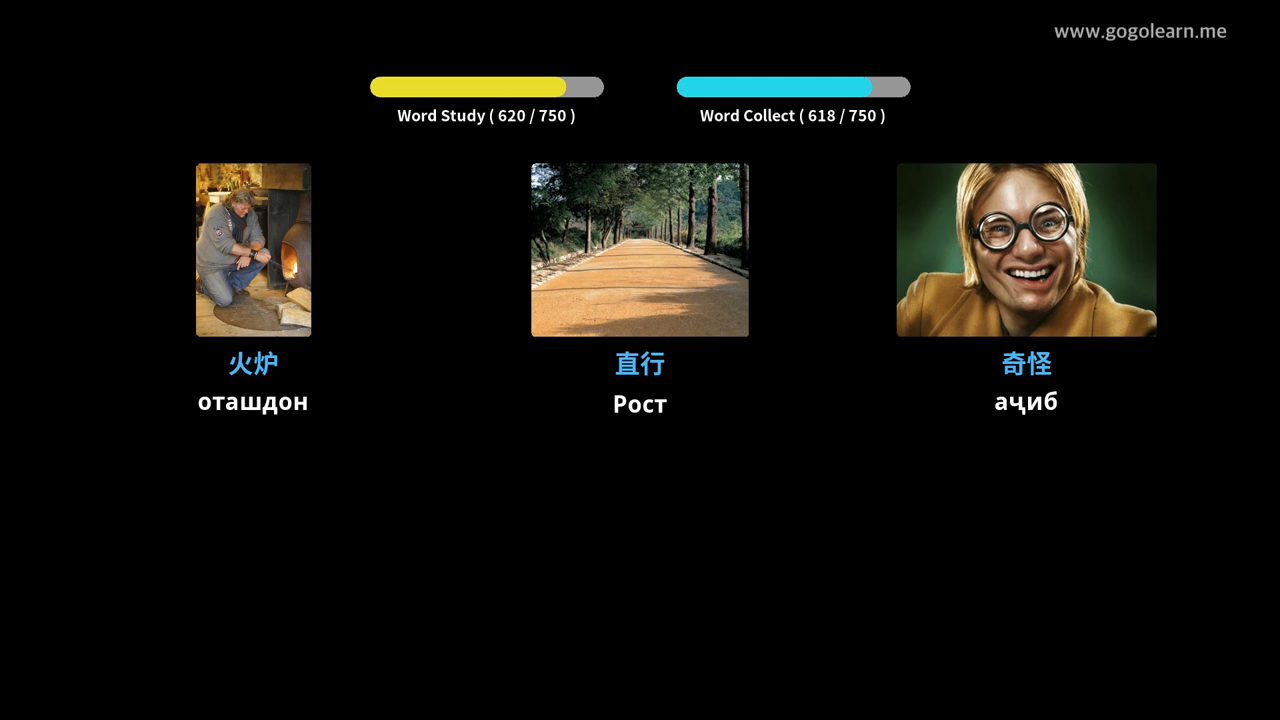 www.gogolearn.me
Word Study ( 620 / 750 )
Word Collect ( 618 / 750 )
火炉
直行
奇怪
оташдон
Рост
аҷиб